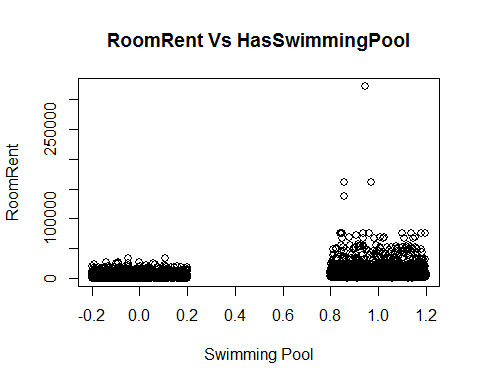 RoomRent Vs HasSwimmingPool
RoomRent
250000
100000
0
-0.2 0.0 0.2 0.4 0.6 0.8 1.0 1.2
Swimming Pool